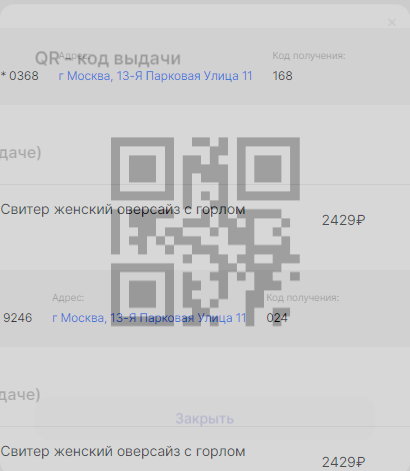 ×
QR - код выдачи
Адрес: Код получения:
* 0368 г Москва, 13-Я Парковая Улица 11 168
даче)
Свитер женский оверсайз с горлом
2429₽
Адрес: Код получения:
9246 г Москва, 13-Я Парковая Улица 11 024
даче)
Закрыть
Свитер женский оверсайз с горлом
2429₽